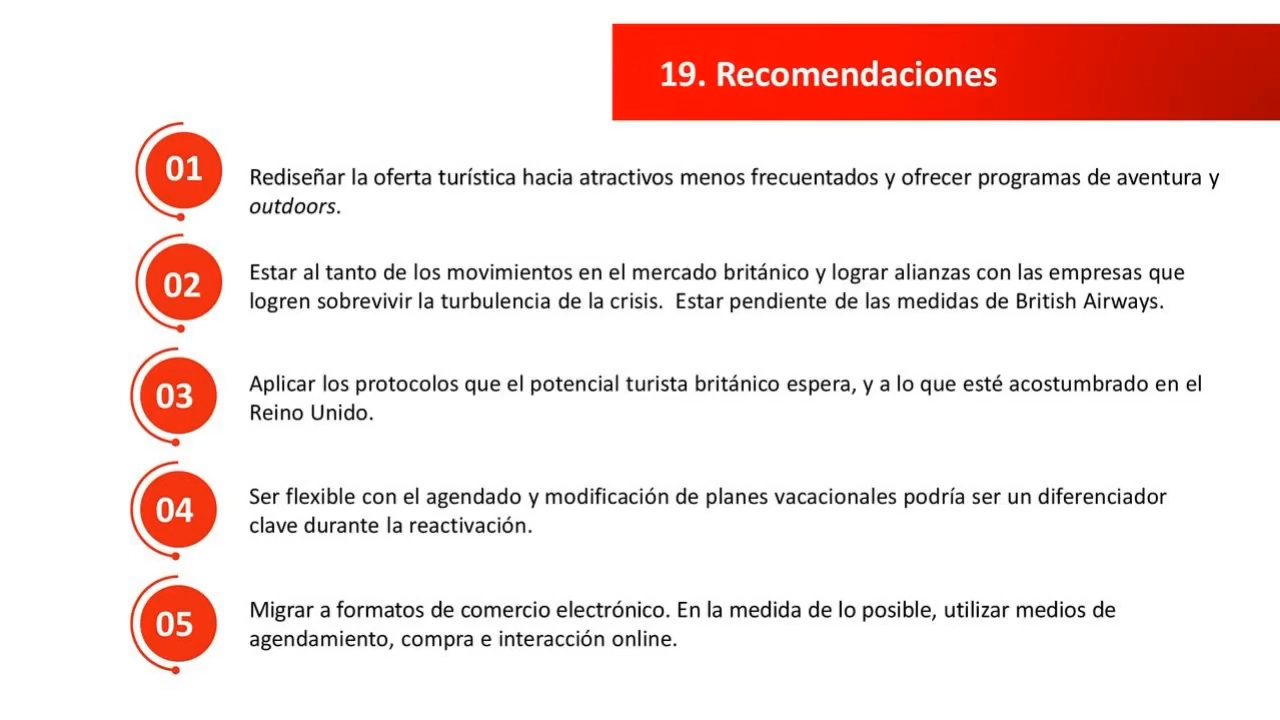 19. Recomendaciones
01
Rediseñar la oferta turística hacia atractivos menos frecuentados y ofrecer programas de aventura y
outdoors.
02
Estar al tanto de los movimientos en el mercado británico y lograr alianzas con las empresas que
logren sobrevivir la turbulencia de la crisis.  Estar pendiente de las medidas de British Airways.
03
Aplicar los protocolos que el potencial turista británico espera, y a lo que esté acostumbrado en el
Reino Unido.
04
Ser flexible con el agendado y modificación de planes vacacionales podría ser un diferenciador
clave durante la reactivación.
05
Migrar a formatos de comercio electrónico. En la medida de lo posible, utilizar medios de
agendamiento, compra e interacción online.